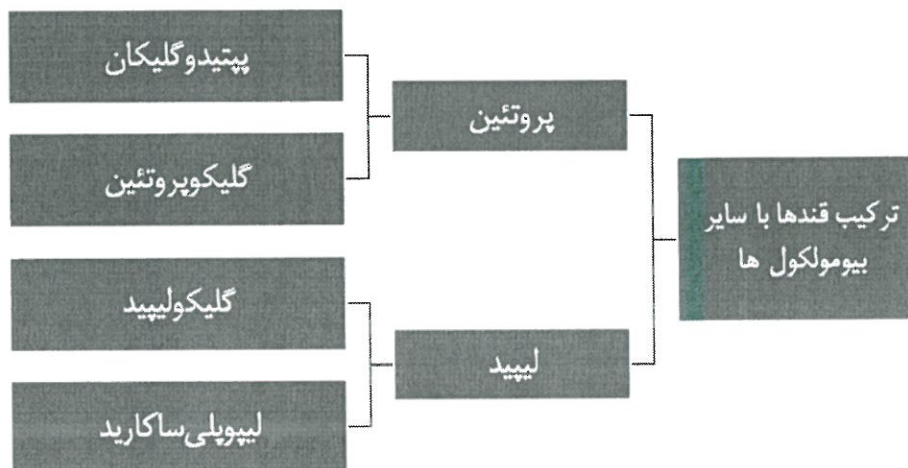 ترکیب قندها با سایر
بیومولکول ها
پروتئین
پپتیدوگلیکان
گلیکوپروتئین
لیپید
گلیکولیپید
لیپوپلی‌ساکارید